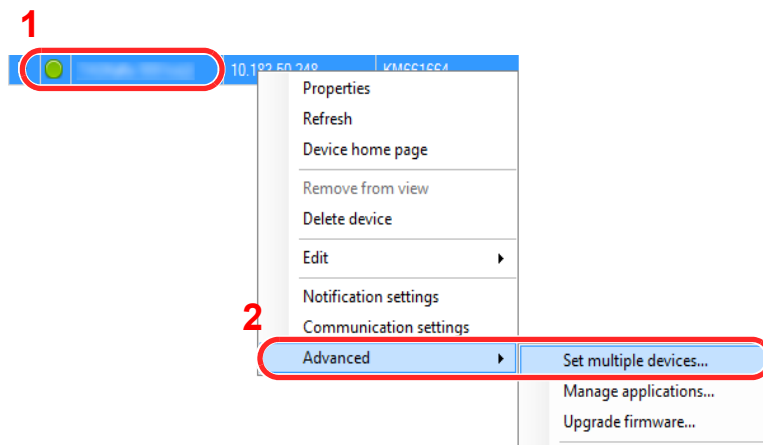 1
10.183.50.248 KM661664
Properties
Refresh
Device home page
Remove from view
Delete device
Edit
Notification settings
2
Communication settings
Advanced
Set multiple devices...
Manage applications...
Upgrade firmware...